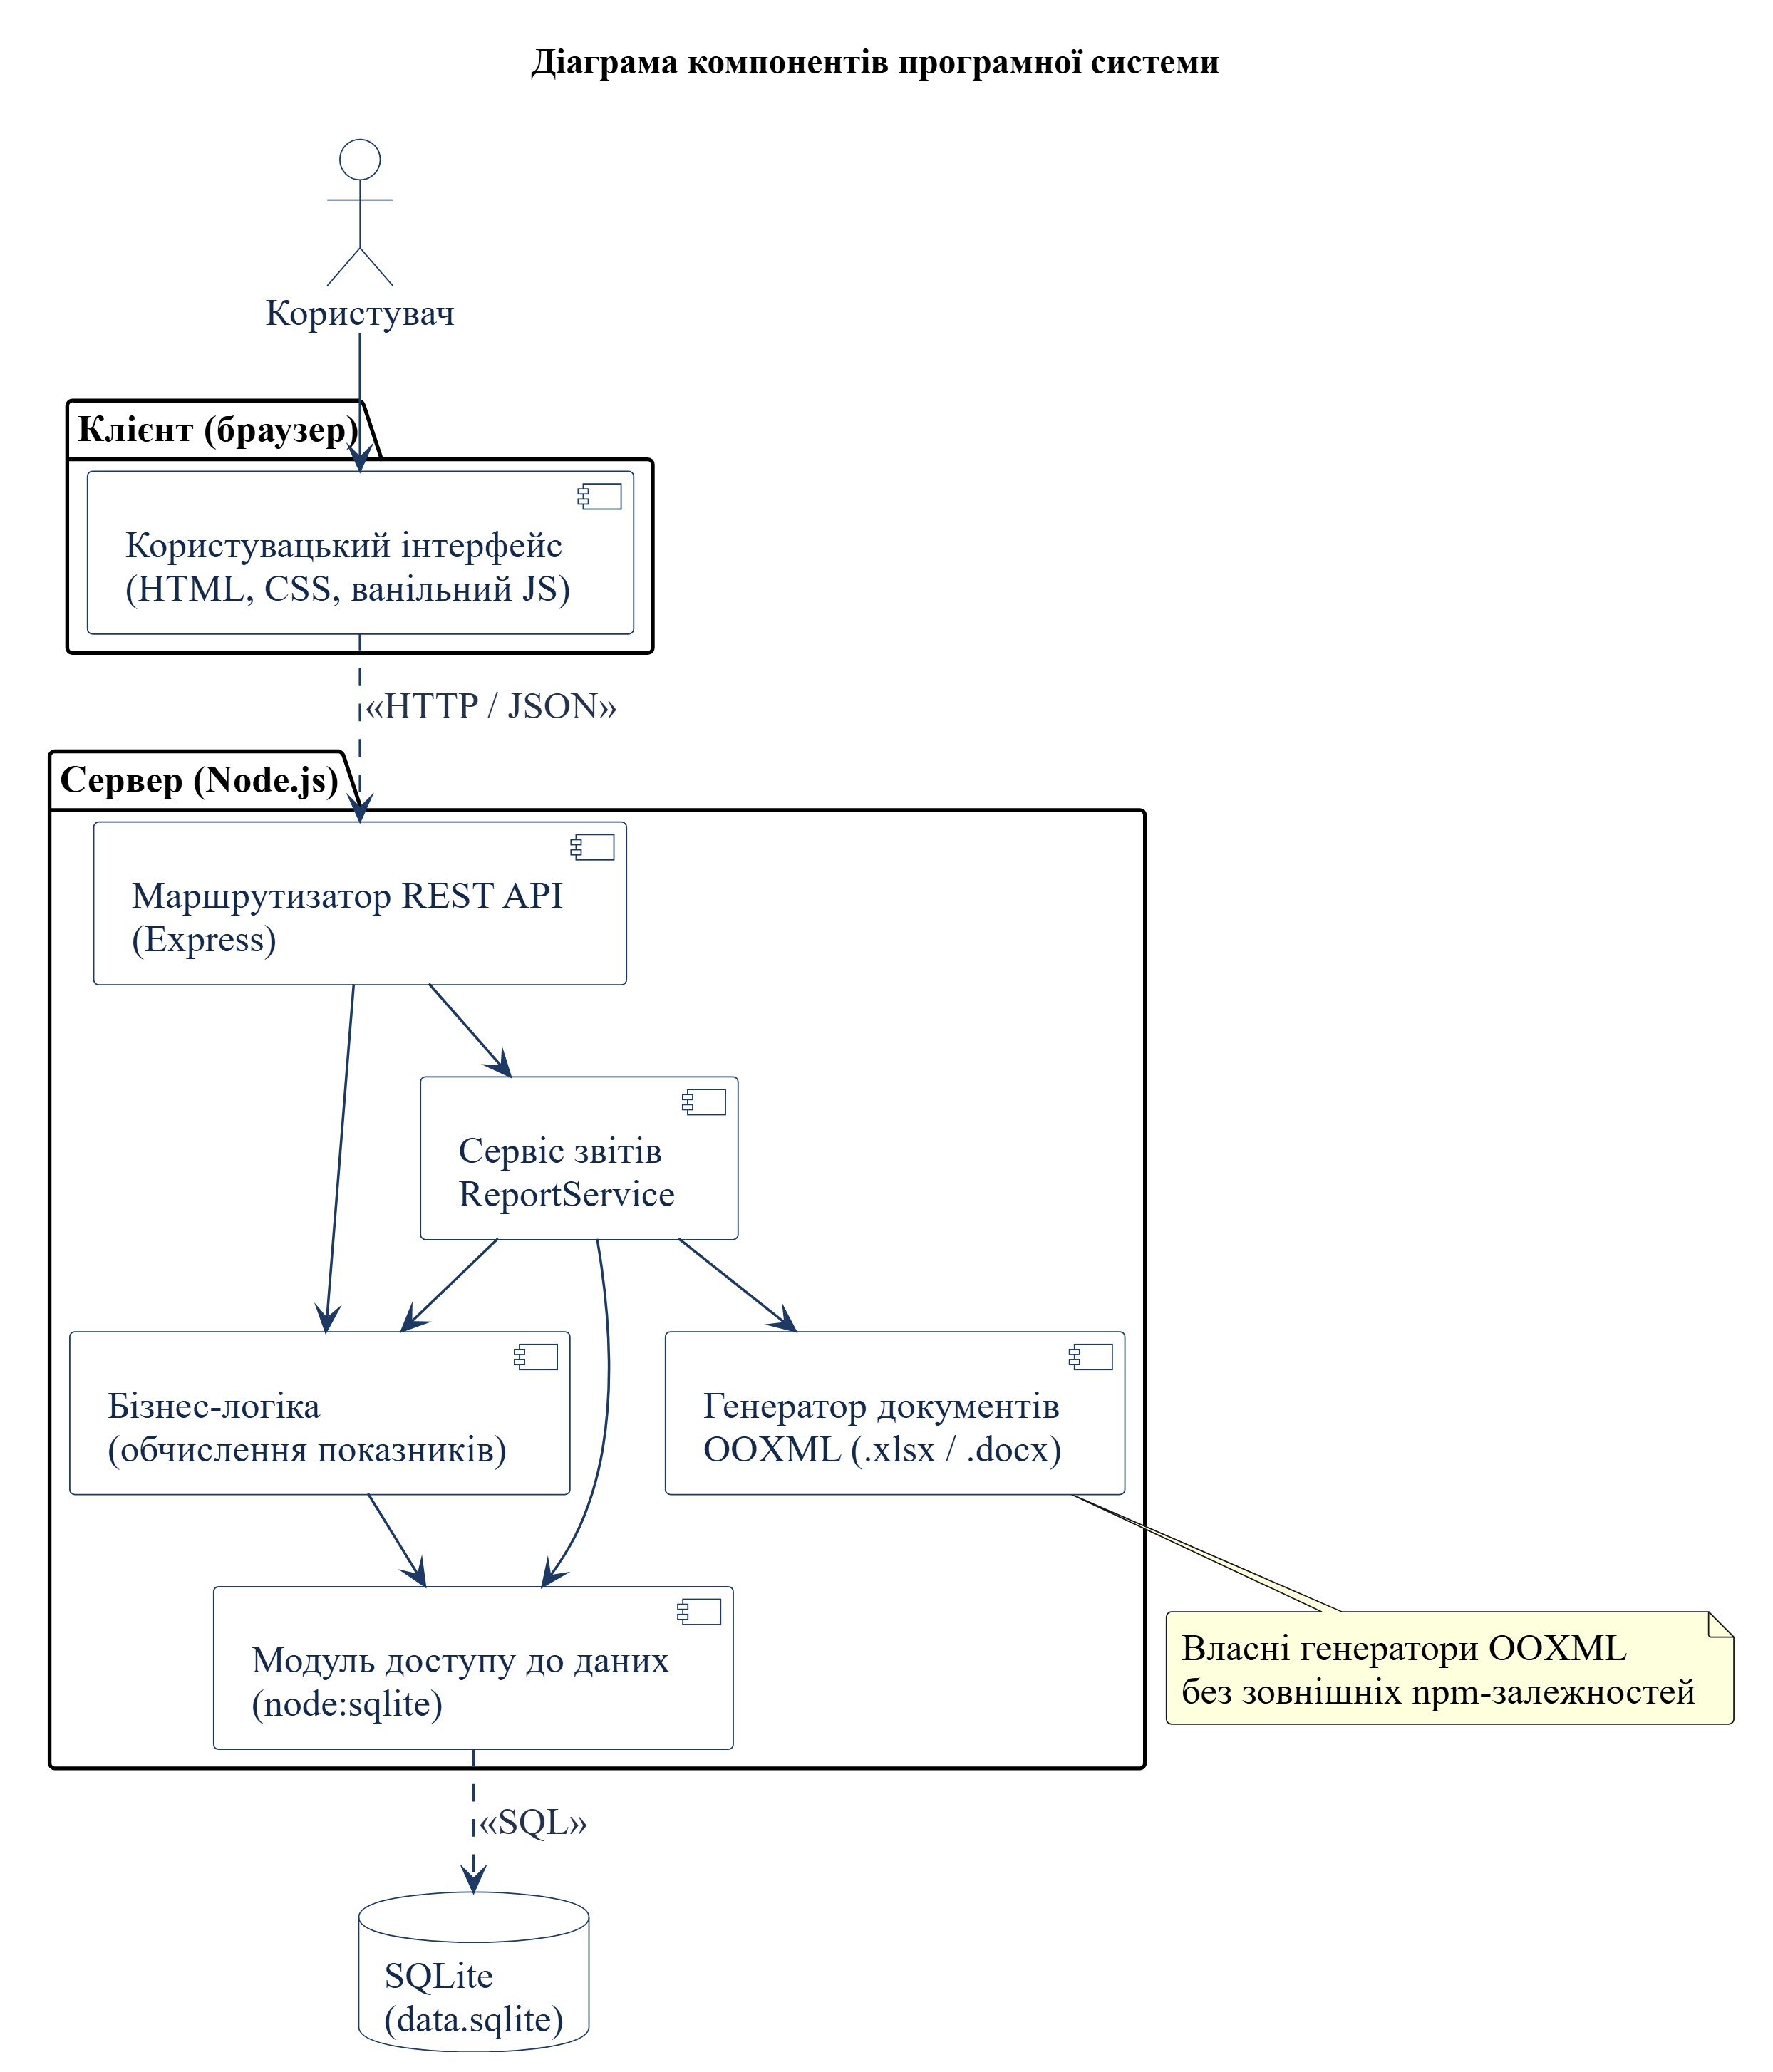 Діаграма компонентів програмної системи
Користувач
Клієнт (браузер)
Користувацький інтерфейс
(HTML, CSS, ванільний JS)
«HTTP / JSON»
Сервер (Node.js)
Маршрутизатор REST API
(Express)
Сервіс звітів
ReportService
Бізнес-логіка
(обчислення показників)
Генератор документів
OOXML (.xlsx / .docx)
Модуль доступу до даних
(node:sqlite)
Власні генератори OOXML
без зовнішніх npm-залежностей
«SQL»
SQLite
(data.sqlite)